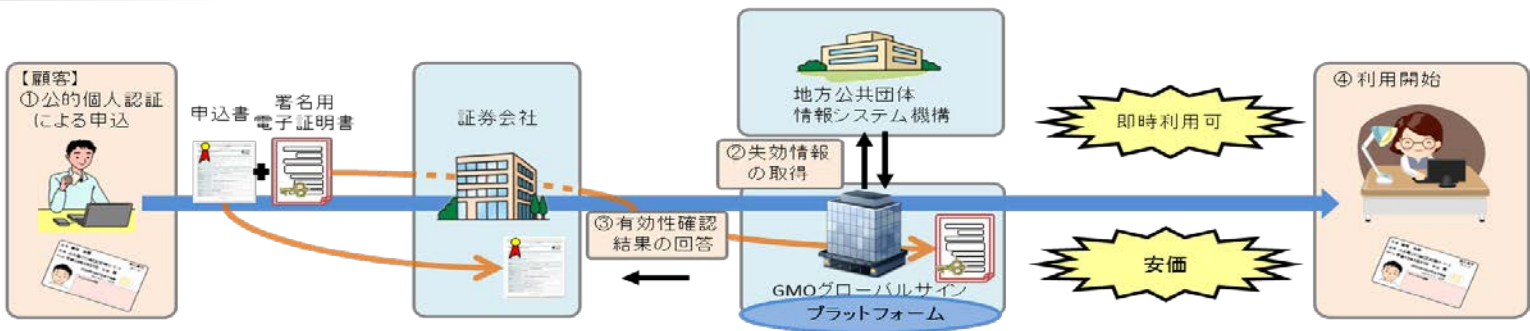 【顧客】
①公的個人認証
による申込
申込書
署名用
電子証明書
証券会社
地方公共団体
情報システム機構
②失効情報
の取得
③有効性確認
結果の回答
GMOグローバルサイン
プラットフォーム
即時利用可
安価
④利用開始